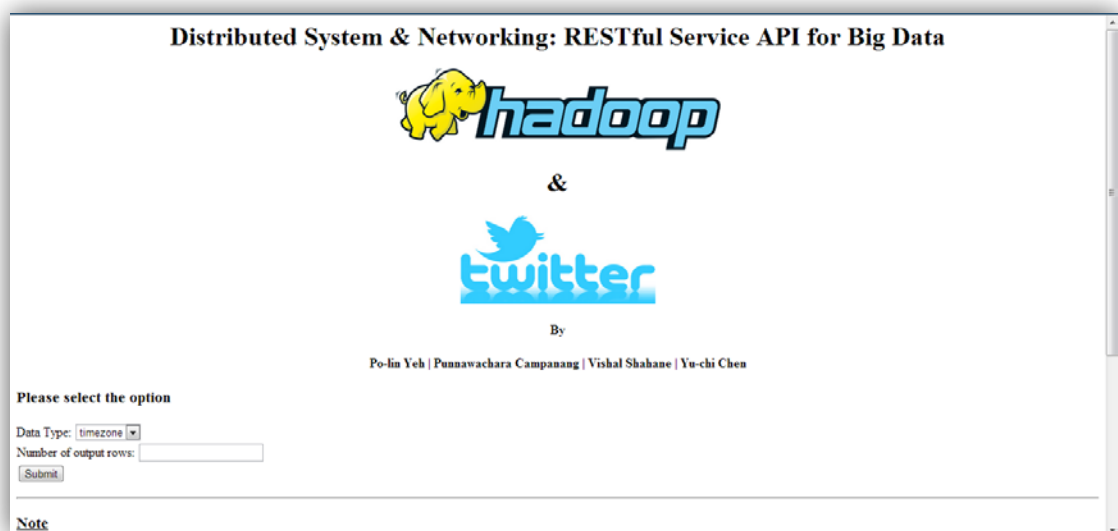 Distributed System & Networking: RESTful Service API for Big Data
hadoop
&
twitter
By
Po-lin Yeh | Punnawachara Campanang | Vishal Shahane | Yu-chi Chen
Please select the option
Data Type: timezone
Number of output rows:
Submit
Note